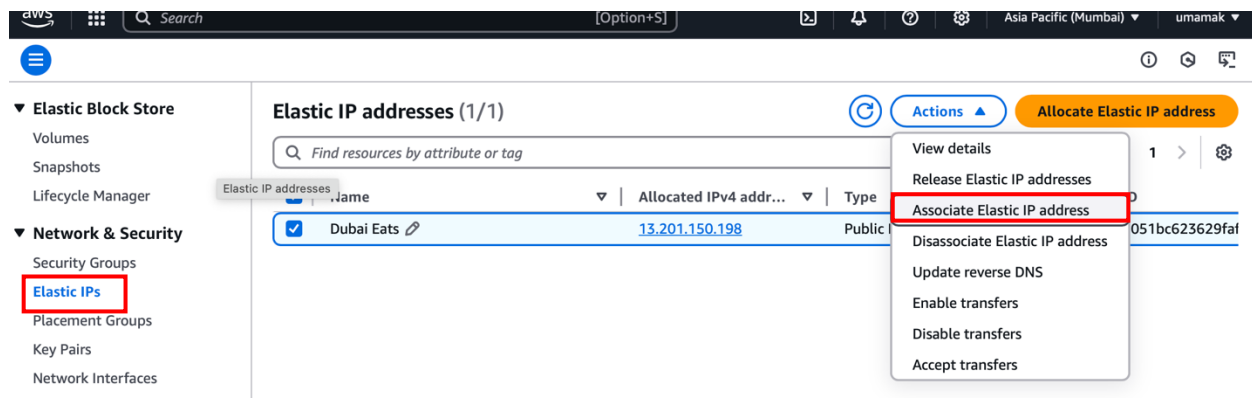 aws
Search
[Option+S]
Asia Pacific (Mumbai) ▼
umamak ▼
▼ Elastic Block Store
Volumes
Snapshots
Lifecycle Manager
▼ Network & Security
Security Groups
Elastic IPs
Placement Groups
Key Pairs
Network Interfaces
Elastic IP addresses
Elastic IP addresses (1/1)
Actions ▲
Allocate Elastic IP address
Find resources by attribute or tag
1
Name
Allocated IPv4 addr...
Type
Dubai Eats
13.201.150.198
Public
051bc623629faf
View details
Release Elastic IP addresses
Associate Elastic IP address
Disassociate Elastic IP address
Update reverse DNS
Enable transfers
Disable transfers
Accept transfers